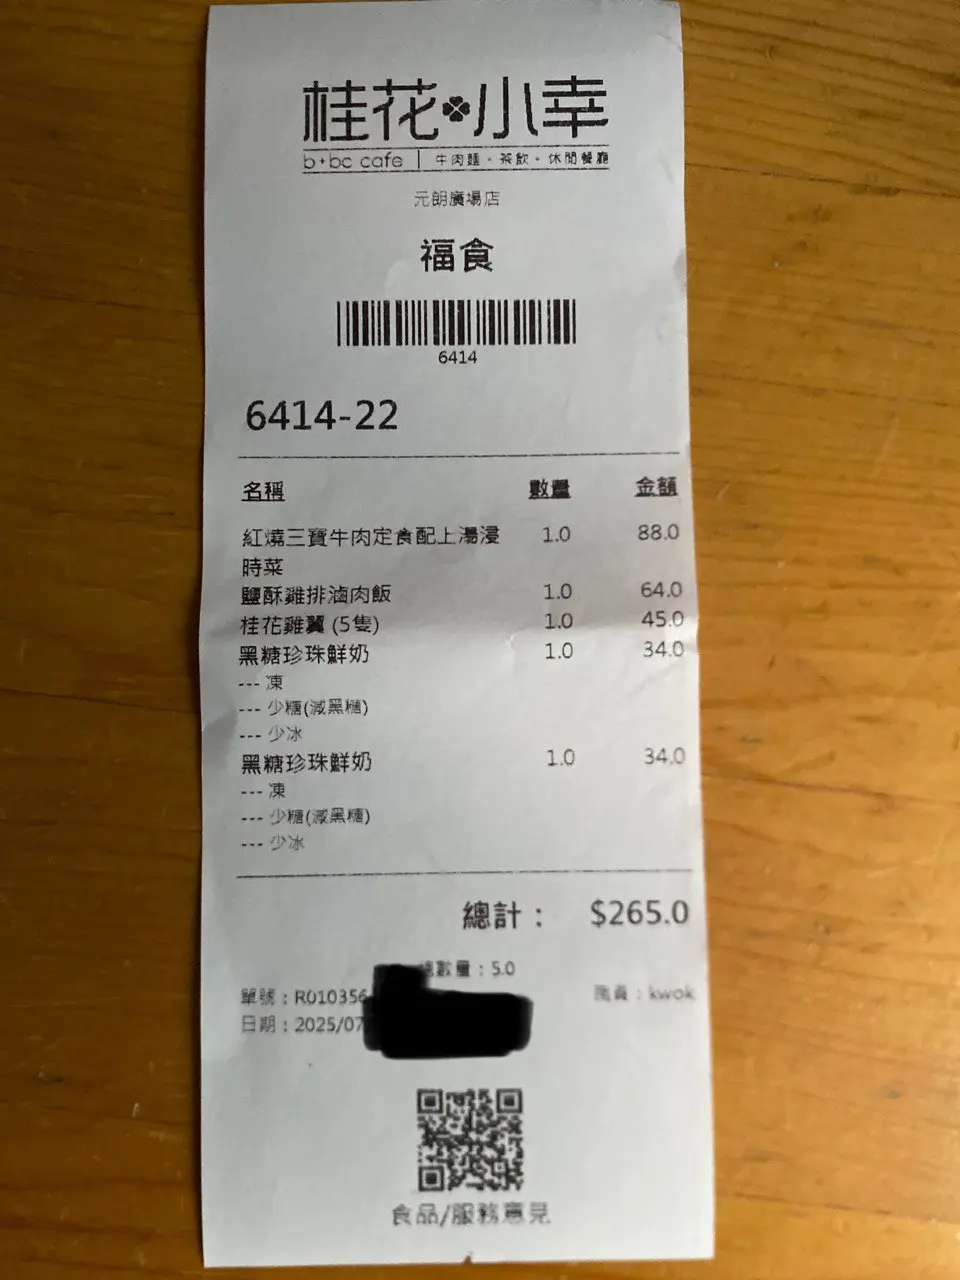 桂花小幸
b+bc cafe | 牛肉麵・茶飲・休閒餐廳
元朗廣場店
福食
6414
6414-22
名稱 數量 金額
紅燒三寶牛肉定食配上湯浸 1.0 88.0
時菜
鹽酥雞排滷肉飯 1.0 64.0
桂花雞翼 (5隻) 1.0 45.0
黑糖珍珠鮮奶 1.0 34.0
--- 凍
--- 少糖(減黑糖)
--- 少冰
黑糖珍珠鮮奶 1.0 34.0
--- 凍
--- 少糖(減黑糖)
--- 少冰
總計： $265.0
總數量：5.0
單號：R010356 職員：kwok
日期：2025/07
食品/服務意見